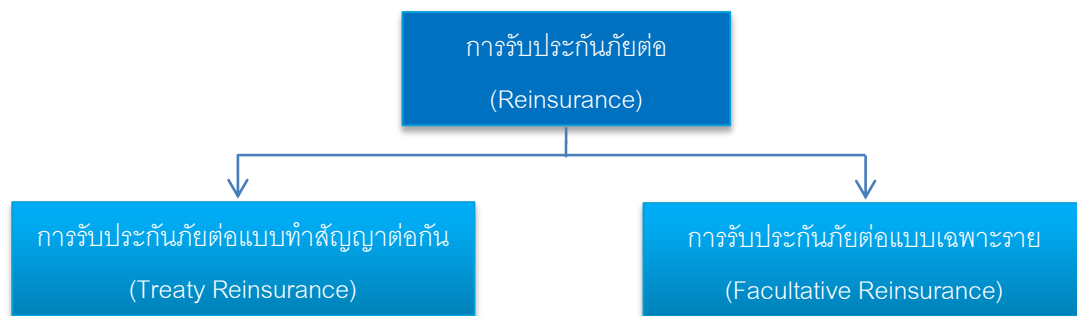 การรับประกันภัยต่อ
(Reinsurance)
การรับประกันภัยต่อแบบทำสัญญาต่อกัน
(Treaty Reinsurance)
การรับประกันภัยต่อแบบเฉพาะราย
(Facultative Reinsurance)